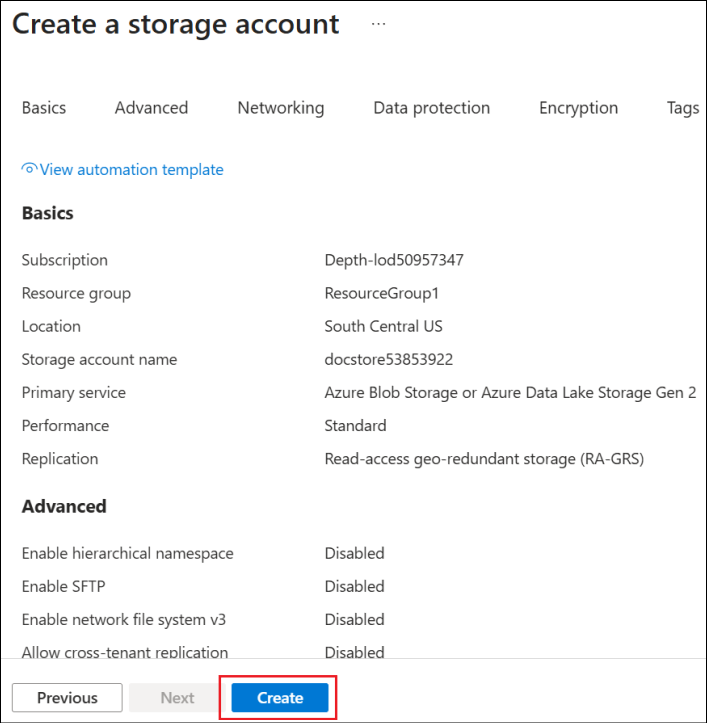 Create a storage account ...
Basics Advanced Networking Data protection Encryption Tags
View automation template
Basics
Subscription Depth-lod50957347
Resource group ResourceGroup1
Location South Central US
Storage account name docstore53853922
Primary service Azure Blob Storage or Azure Data Lake Storage Gen 2
Performance Standard
Replication Read-access geo-redundant storage (RA-GRS)
Advanced
Enable hierarchical namespace Disabled
Enable SFTP Disabled
Enable network file system v3 Disabled
Allow cross-tenant replication Disabled
Previous Next Create